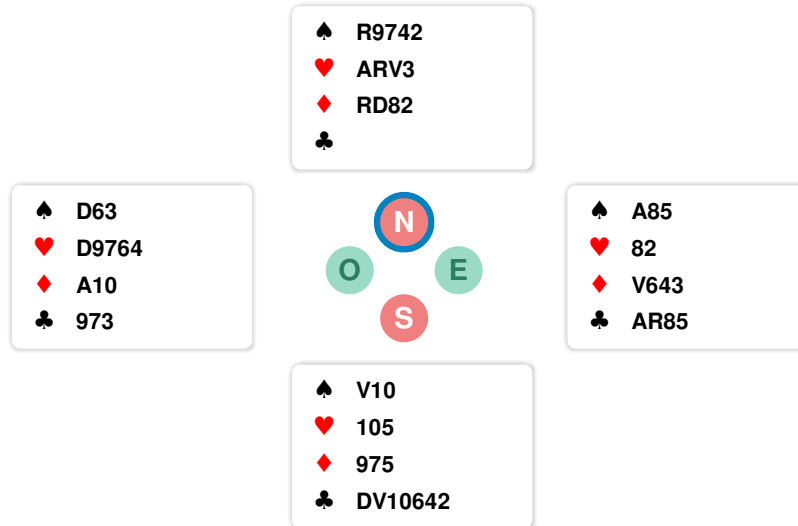 ♠ R9742
♥ ARV3
♦ RD82
♣
♠ D63
♥ D9764
♦ A10
♣ 973
N
O E
S
♠ A85
♥ 82
♦ V643
♣ AR85
♠ V10
♥ 105
♦ 975
♣ DV10642